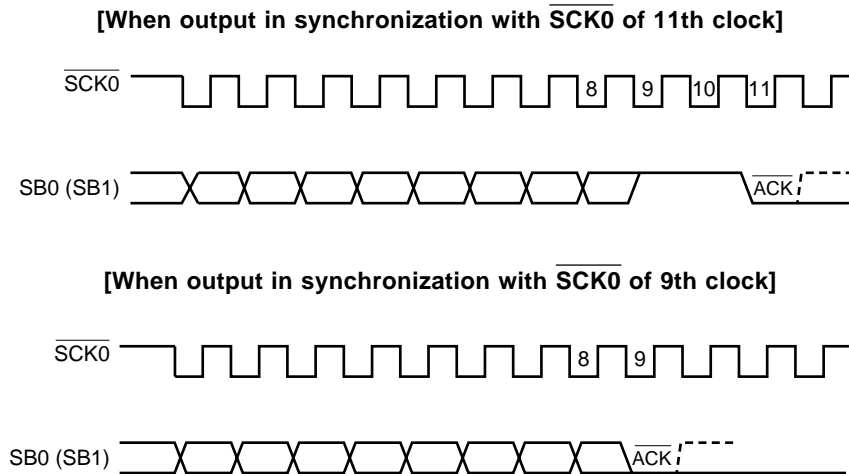 [When output in synchronization with SCK0 of 11th clock]
SCK0
8 9 10 11
SB0 (SB1)
ACK
[When output in synchronization with SCK0 of 9th clock]
SCK0
8 9
SB0 (SB1)
ACK